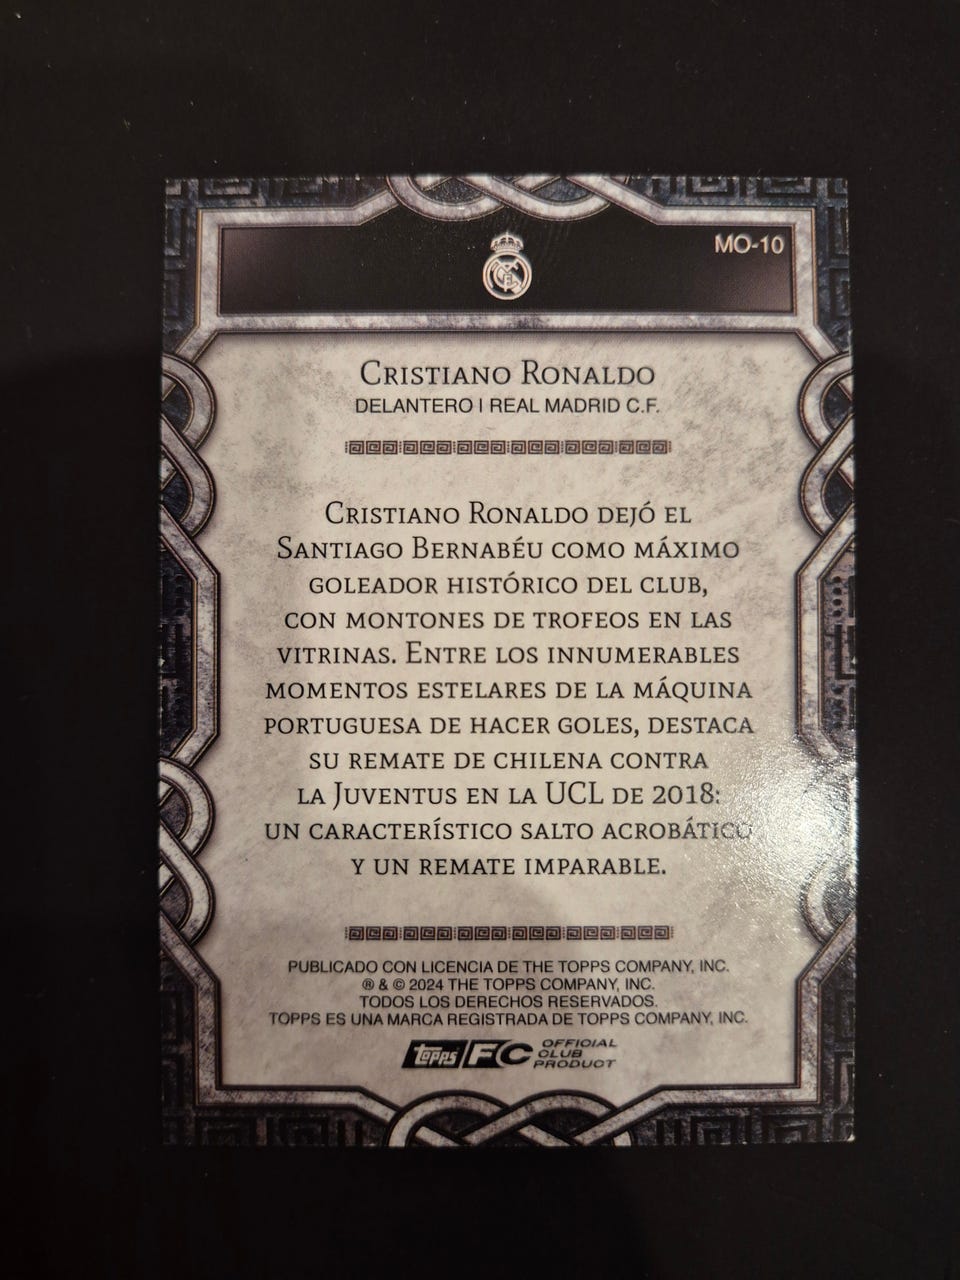 MO-10
CRISTIANO RONALDO
DELANTERO | REAL MADRID C.F.
CRISTIANO RONALDO DEJÓ EL
SANTIAGO BERNABÉU COMO MÁXIMO
GOLEADOR HISTÓRICO DEL CLUB,
CON MONTONES DE TROFEOS EN LAS
VITRINAS. ENTRE LOS INNUMERABLES
MOMENTOS ESTELARES DE LA MÁQUINA
PORTUGUESA DE HACER GOLES, DESTACA
SU REMATE DE CHILENA CONTRA
LA JUVENTUS EN LA UCL DE 2018:
UN CARACTERÍSTICO SALTO ACROBÁTICO
Y UN REMATE IMPARABLE.
PUBLICADO CON LICENCIA DE THE TOPPS COMPANY, INC.
® & © 2024 THE TOPPS COMPANY, INC.
TODOS LOS DERECHOS RESERVADOS.
TOPPS ES UNA MARCA REGISTRADA DE TOPPS COMPANY, INC.
Topps FC OFFICIAL
CLUB
PRODUCT